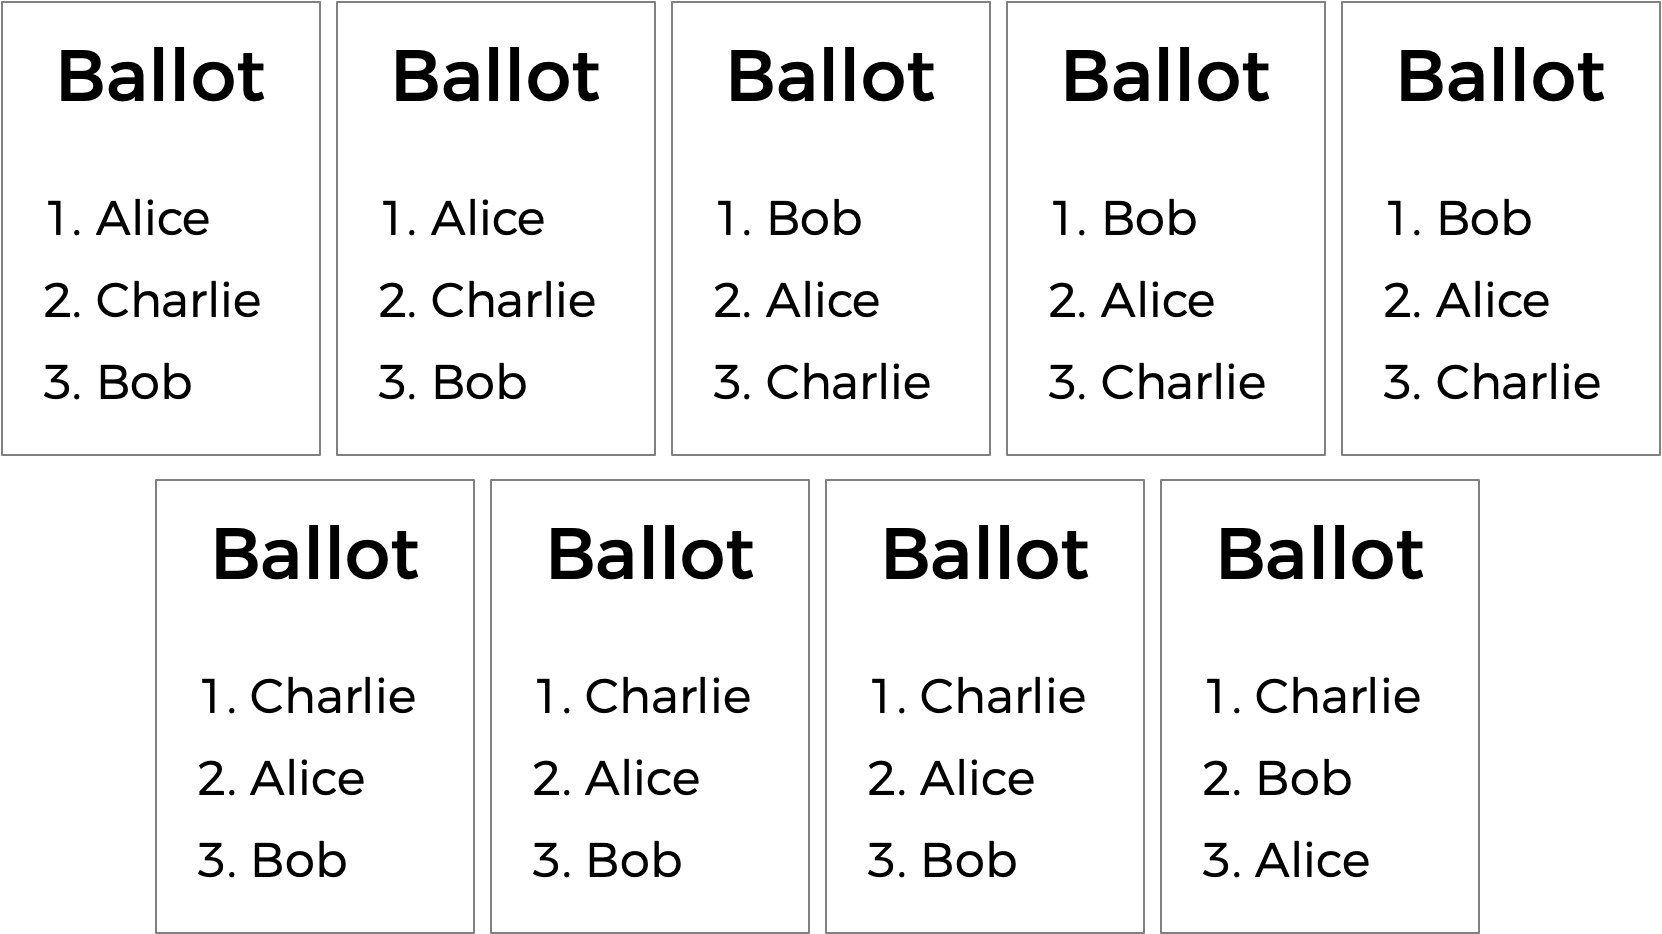 Ballot
1. Alice
2. Charlie
3. Bob
Ballot
1. Alice
2. Charlie
3. Bob
Ballot
1. Bob
2. Alice
3. Charlie
Ballot
1. Bob
2. Alice
3. Charlie
Ballot
1. Bob
2. Alice
3. Charlie
Ballot
1. Charlie
2. Alice
3. Bob
Ballot
1. Charlie
2. Alice
3. Bob
Ballot
1. Charlie
2. Alice
3. Bob
Ballot
1. Charlie
2. Bob
3. Alice